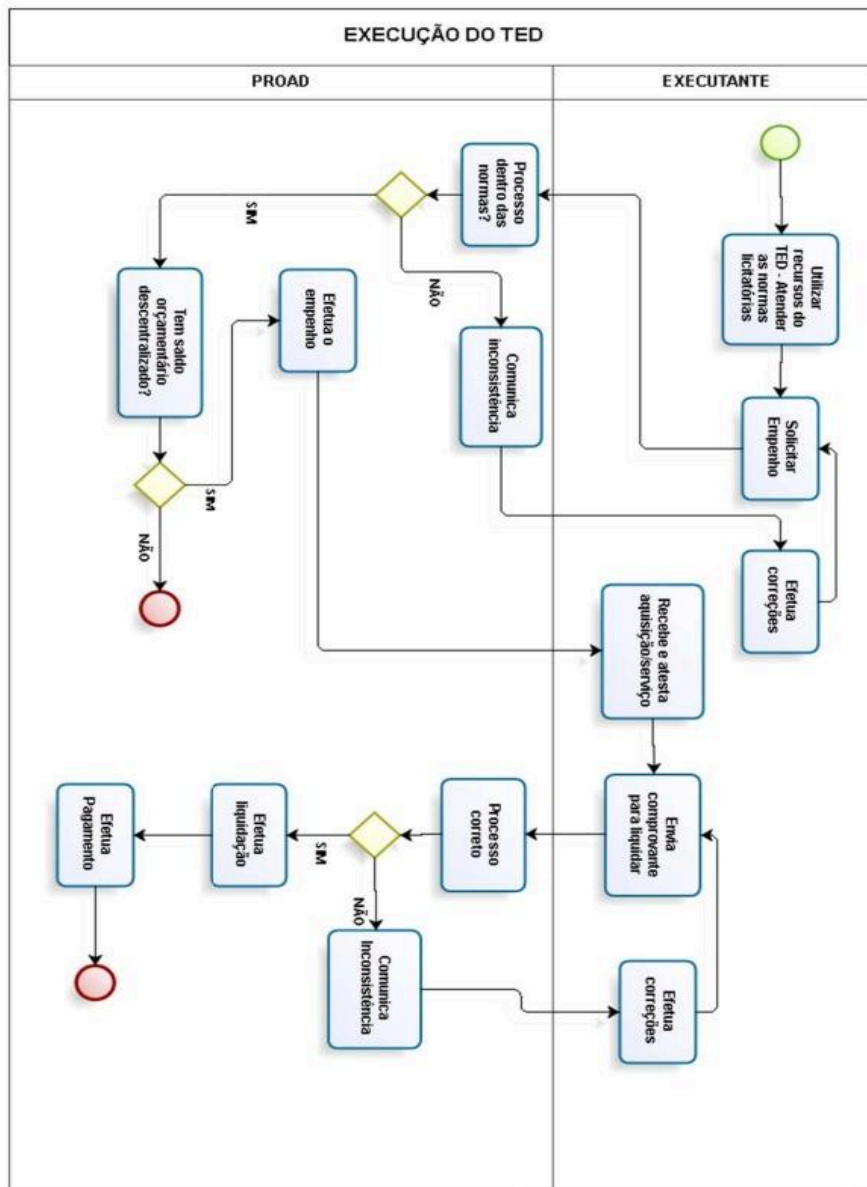 EXECUÇÃO DO TED
PROAD
EXECUTANTE
Utilizar
recursos do
TED - Atender
as normas
licitatórias
Solicitar
Empenho
Processo
dentro das
normas?
SIM
NÃO
Comunica
inconsistência
Efetua
correções
Tem saldo
orçamentário
descentralizado?
SIM
NÃO
Efetua o
empenho
Recebe e atesta
aquisição/serviço
Envia
comprovante
para liquidar
Processo
correto
SIM
NÃO
Comunica
Inconsistência
Efetua
correções
Efetua
liquidação
Efetua
Pagamento